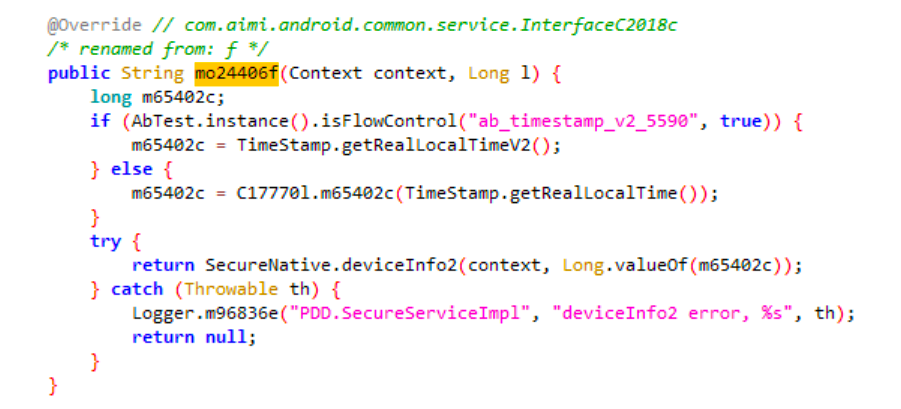 @Override // com.aimi.android.common.service.InterfaceC2018c
/* renamed from: f */
public String mo24406f(Context context, Long l) {
    long m65402c;
    if (AbTest.instance().isFlowControl("ab_timestamp_v2_5590", true)) {
        m65402c = TimeStamp.getRealLocalTimeV2();
    } else {
        m65402c = C17770l.m65402c(TimeStamp.getRealLocalTime());
    }
    try {
        return SecureNative.deviceInfo2(context, Long.valueOf(m65402c));
    } catch (Throwable th) {
        Logger.m96836e("PDD.SecureServiceImpl", "deviceInfo2 error, %s", th);
        return null;
    }
}